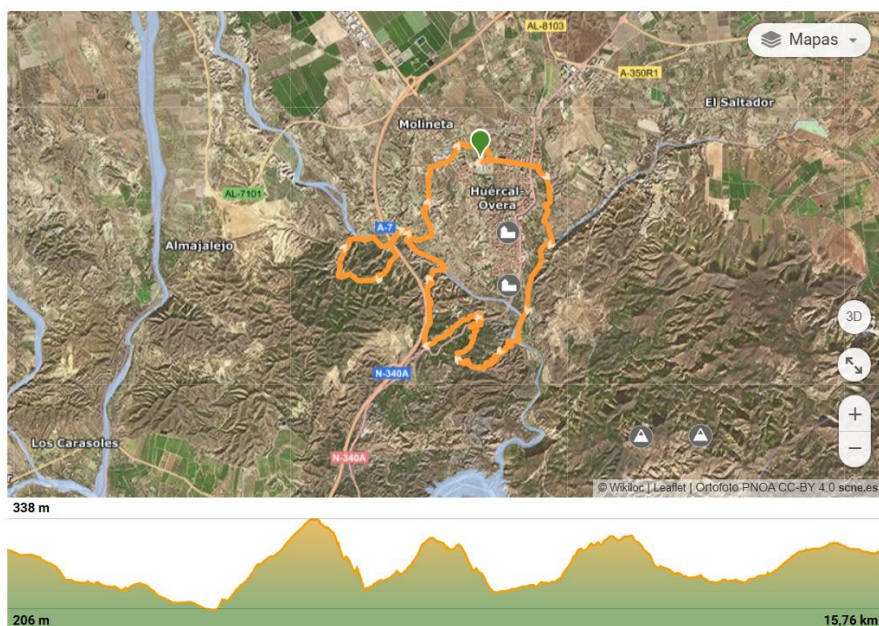 AL-8103
Mapas
A-350R1
El Saltador
Molineta
AL-7101
Huércal-
Overa
A-7
Almajalejo
3D
N-340A
+
Los Carasoles
−
N-340A
© Wikiloc | Leaflet | Ortofoto PNOA CC-BY 4.0 scne.es
338 m
206 m
15,76 km